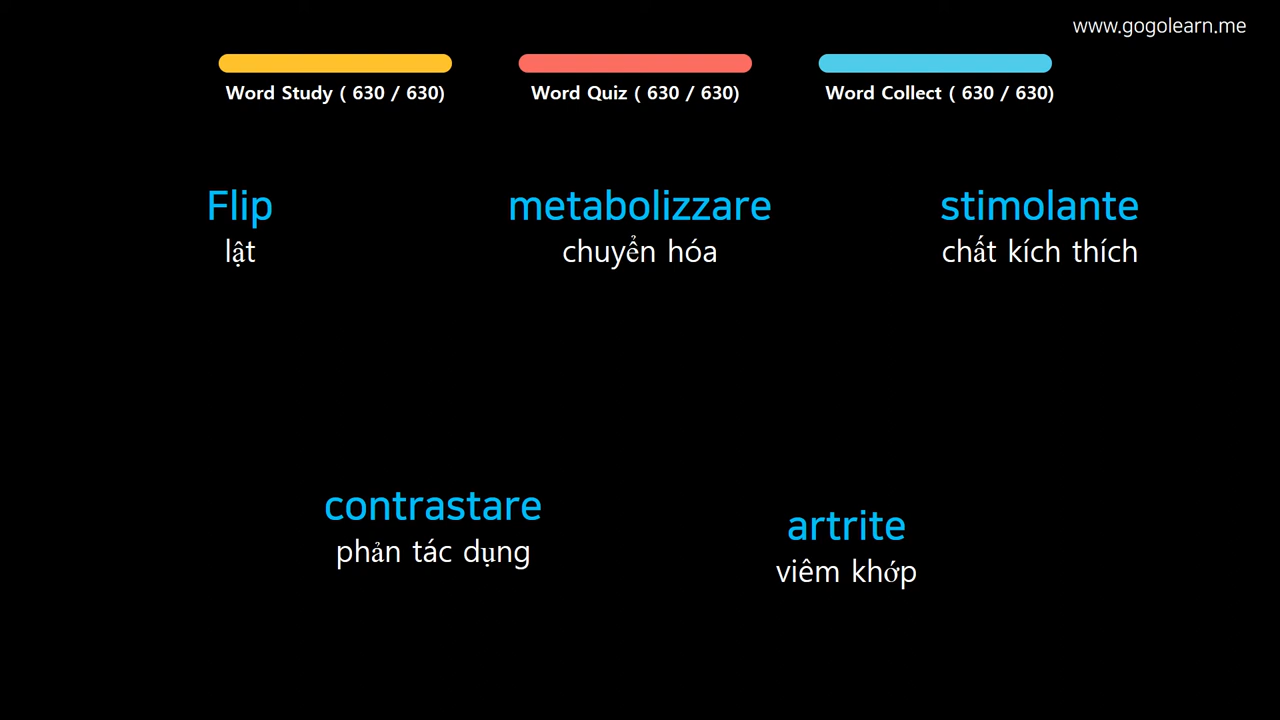 www.gogolearn.me
Word Study ( 630 / 630)
Word Quiz ( 630 / 630)
Word Collect ( 630 / 630)
Flip
lật
metabolizzare
chuyển hóa
stimolante
chất kích thích
contrastare
phản tác dụng
artrite
viêm khớp